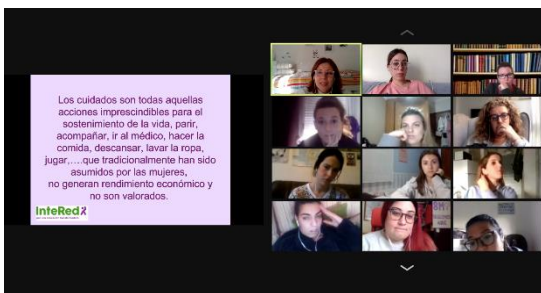 Los cuidados son todas aquellas
acciones imprescindibles para el
sostenimiento de la vida, parir,
acompañar, ir al médico, hacer la
comida, descansar, lavar la ropa,
jugar,....que tradicionalmente han sido
asumidos por las mujeres,
no generan rendimiento económico y
no son valorados.
InteRed